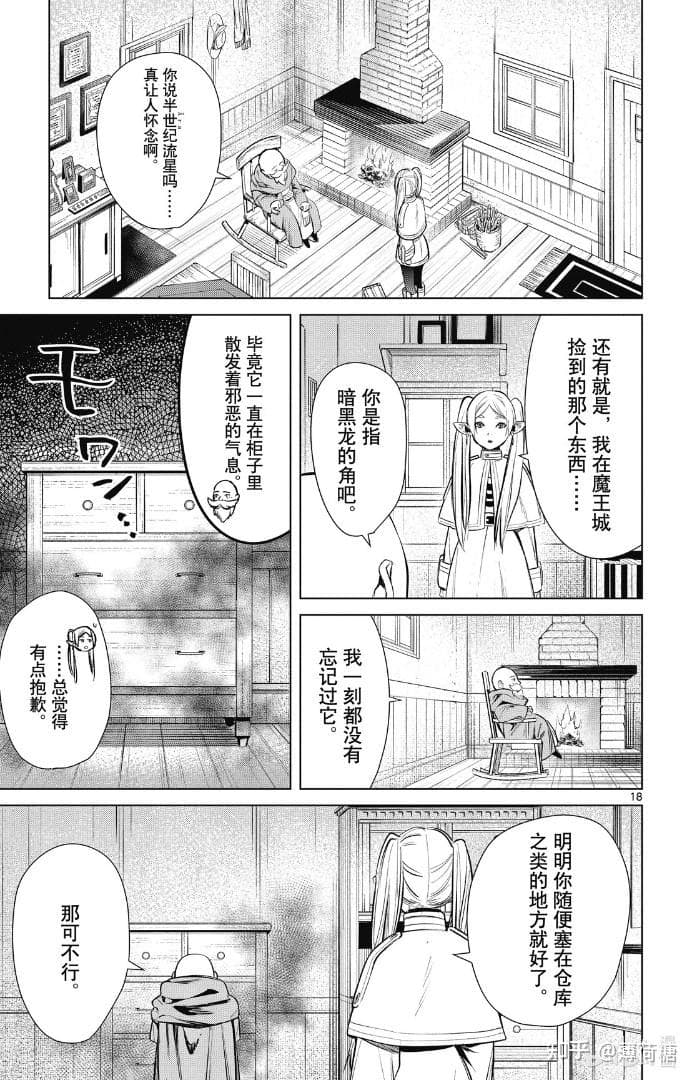 你说半世纪流星吗……
真让人怀念啊。
还有就是，我在魔王城
捡到的那个东西……
你是指
暗黑龙的角吧。
毕竟它一直在柜子里
散发着邪恶的气息。
モワン
……总觉得
有点抱歉。
我一刻都没有
忘记过它。
18
明明你随便塞在仓库
之类的地方就好了。
那可不行。
知乎 @薄荷糖